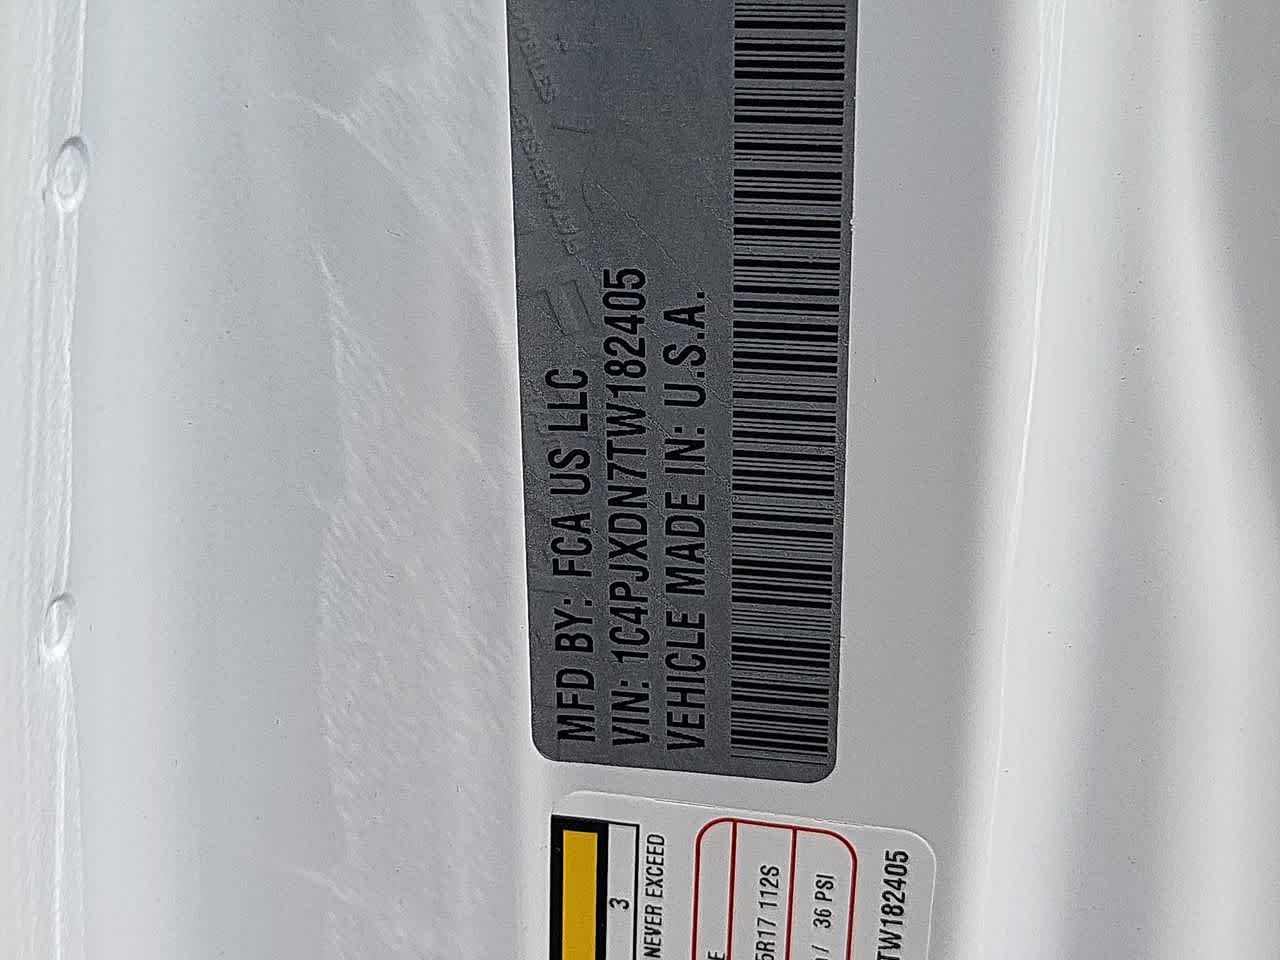 MFD BY: FCA US LLC
VIN: 1C4PJXDN7TW182405
VEHICLE MADE IN: U.S.A.
3
NEVER EXCEED
5R17 112S
/ 36 PSI
TW182405